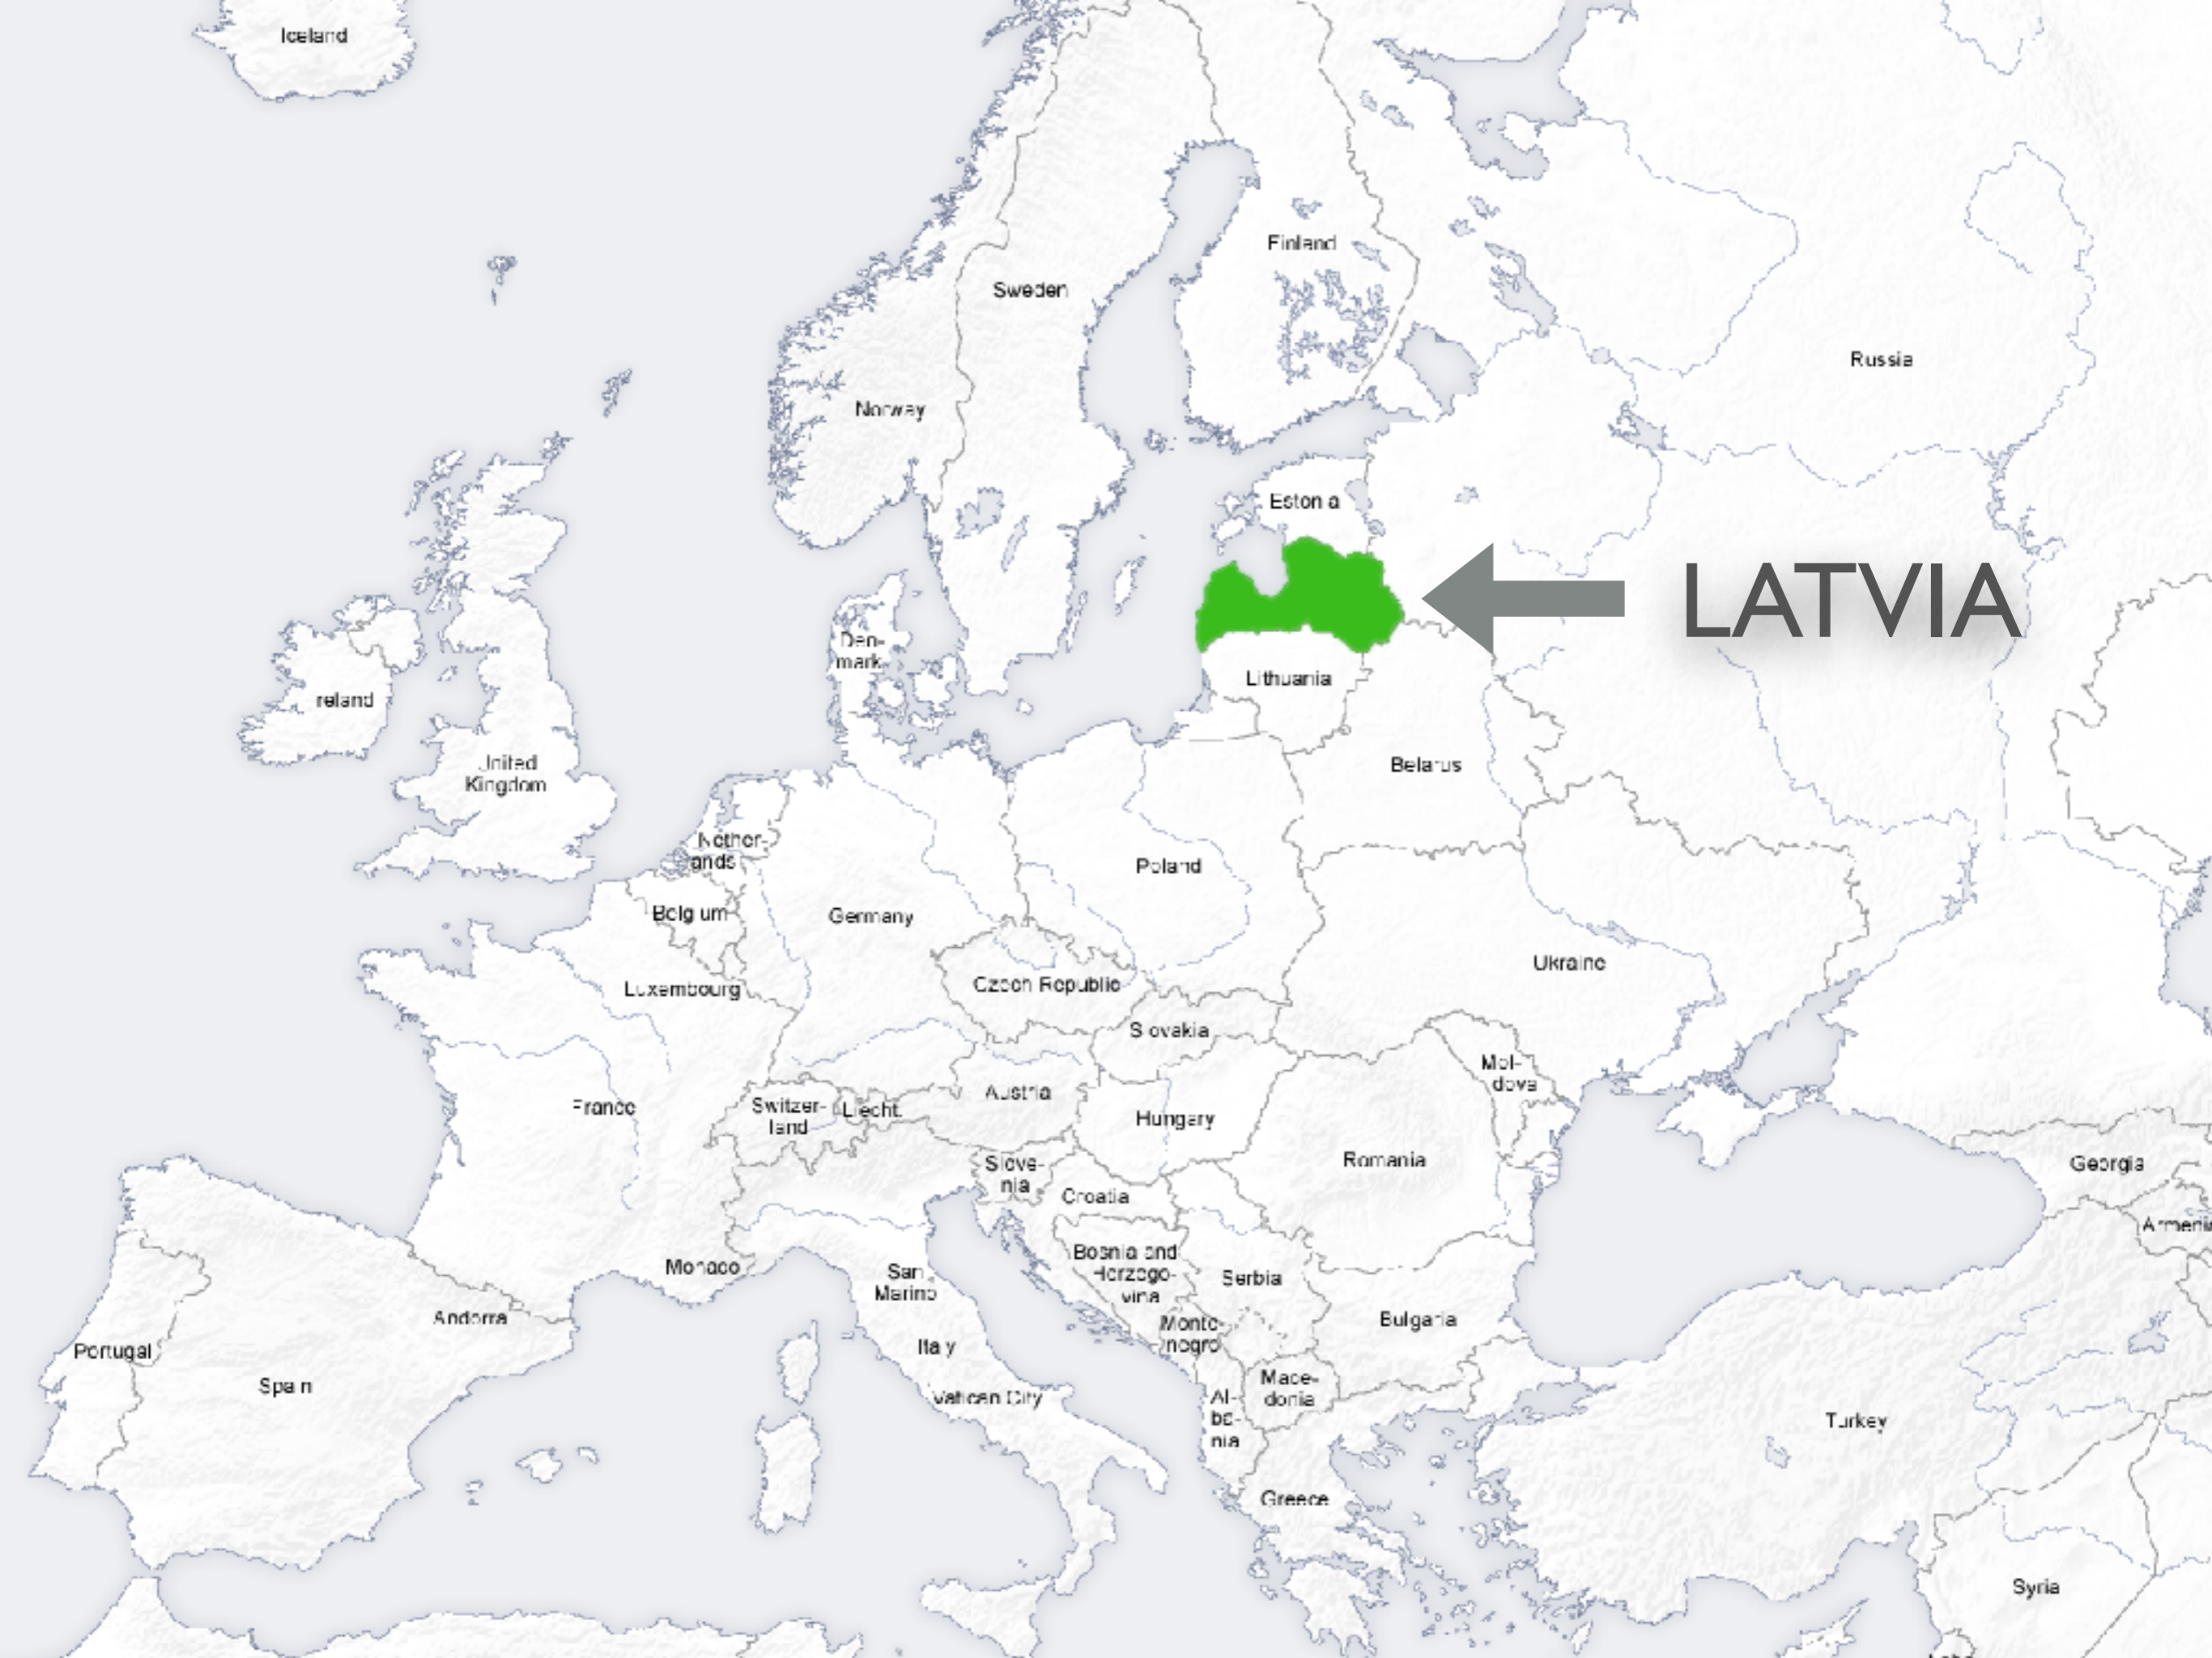 Iceland
Finland
Sweden
Russia
Norway
Eston a
LATVIA
Den-
mark
Lithuania
reland
United
Kingdom
Belarus
Nether-
ands
Poland
Belg um
Germany
Ukraine
Czech Republic
Luxembourg
S ovakia
Mol-
dova
Austria
France
Switzer-
land
Liecht.
Hungary
Romania
Georgia
Slove-
nia
Croatia
Armeni
Bosnia and
Herzego-
vina
Monaco
San
Marino
Serbia
Andorra
Bulgaria
Monte-
negro
Portugal
Ita y
Spa n
Mace-
donia
Vatican City
Al-
ba-
nia
Turkey
Greece
Syria